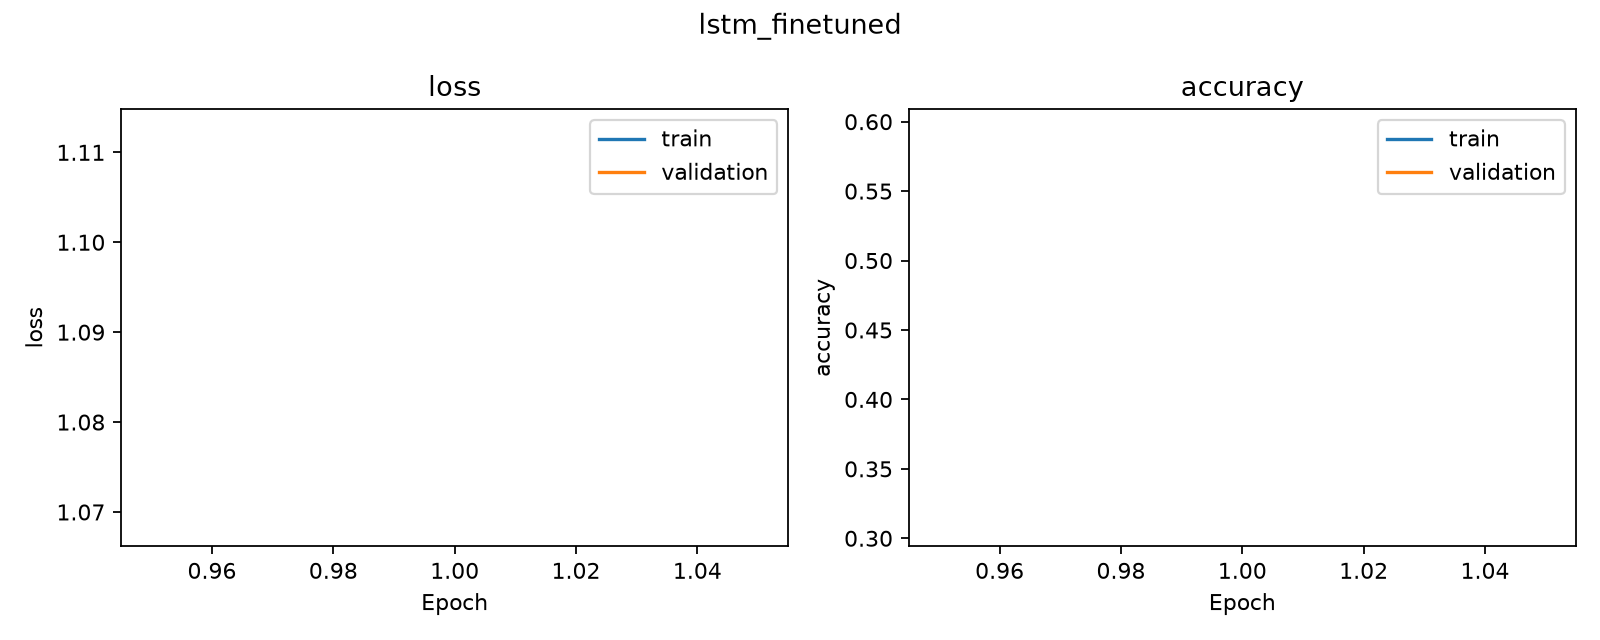 lstm_finetuned
loss
train
validation
1.11
1.10
1.09
1.08
1.07
loss
0.96 0.98 1.00 1.02 1.04
Epoch
accuracy
train
validation
0.60
0.55
0.50
0.45
0.40
0.35
0.30
accuracy
0.96 0.98 1.00 1.02 1.04
Epoch